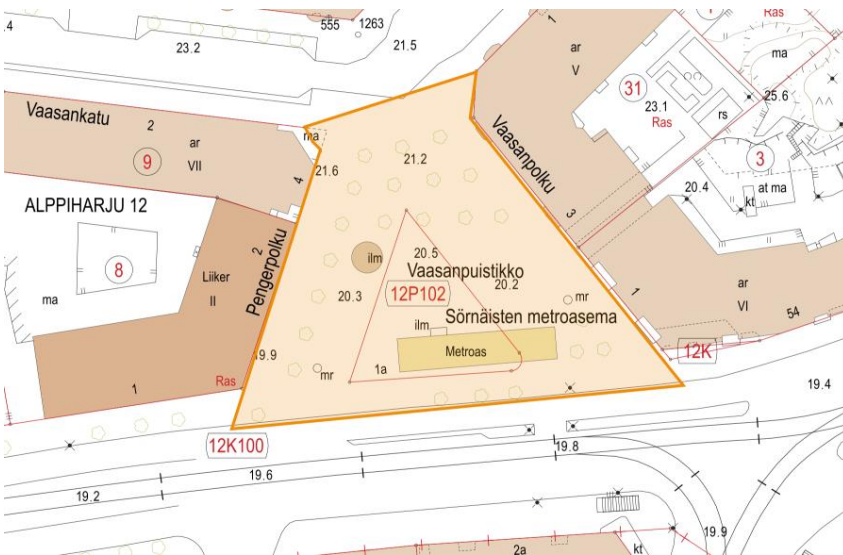 .4
23.2
555
1263
21.5
1
ar
V
1
Ras
ma
31
23.1
Ras
rs
25.6
Vaasankatu
2
ar
VII
9
ma
21.6
4
21.2
Vaasanpolku
3
3
20.4
at ma
kt
ALPPIHARJU 12
8
ma
Liiker
II
2
Pengerpolku
ilm
20.5
Vaasanpuistikko
20.3
12P102
20.2
mr
Sörnäisten metroasema
ilm
Metroas
1
ar
VI
54
12K
19.9
1a
mr
Ras
1
19.4
12K100
19.8
19.6
19.2
19.9
2a
kt